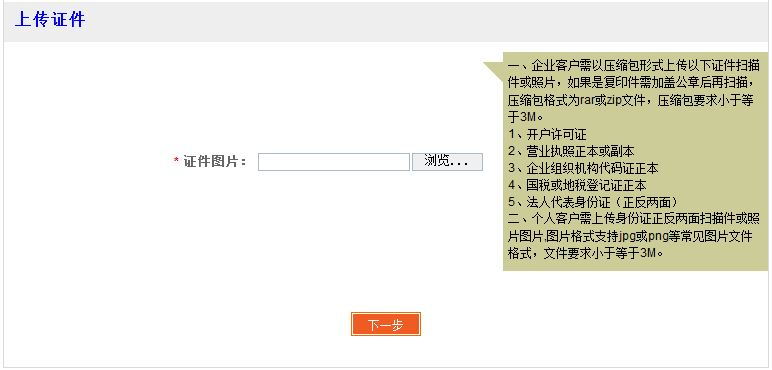 上传证件
* 证件图片：
浏览...
一、企业客户需以压缩包形式上传以下证件扫描
件或照片，如果是复印件需加盖公章后再扫描，
压缩包格式为rar或zip文件，压缩包要求小于等
于3M。
1、开户许可证
2、营业执照正本或副本
3、企业组织机构代码证正本
4、国税或地税登记证正本
5、法人代表身份证（正反两面）
二、个人客户需上传身份证正反两面扫描件或照
片图片,图片格式支持jpg或png等常见图片文件
格式，文件要求小于等于3M。
下一步